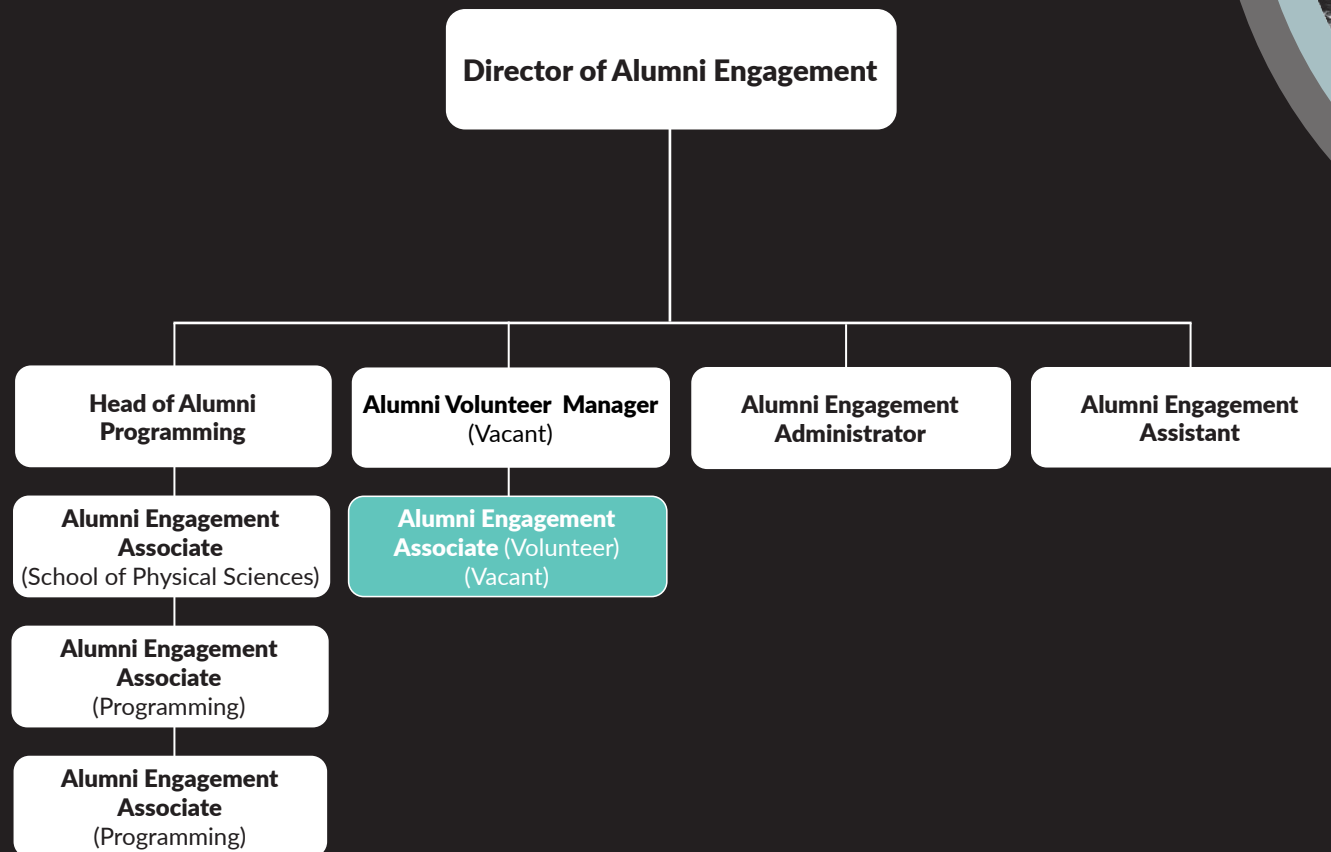 Director of Alumni Engagement
Head of Alumni
Programming
Alumni Volunteer Manager
(Vacant)
Alumni Engagement
Administrator
Alumni Engagement
Assistant
Alumni Engagement
Associate
(School of Physical Sciences)
Alumni Engagement
Associate (Volunteer)
(Vacant)
Alumni Engagement
Associate
(Programming)
Alumni Engagement
Associate
(Programming)